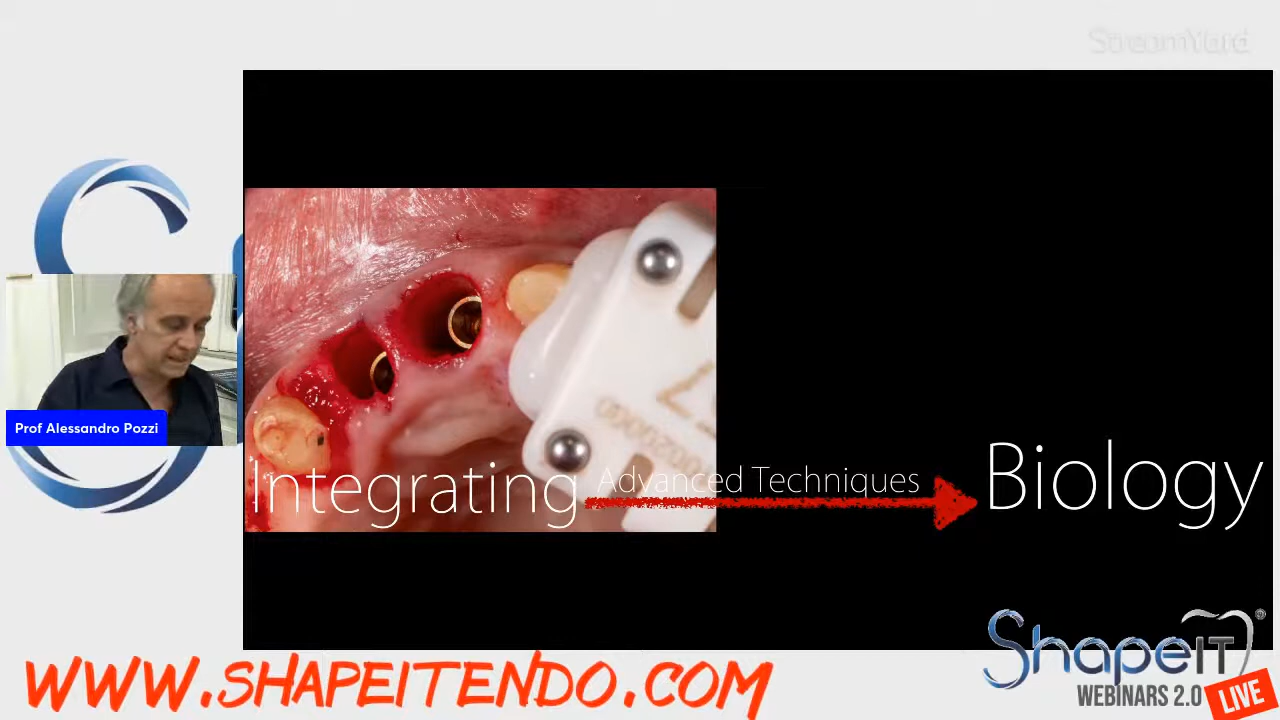 StreamYard
Prof Alessandro Pozzi
Integrating
Advanced Techniques
Biology
ShapeIT®
WEBINARS 2.0
LIVE
WWW.SHAPEITENDO.COM